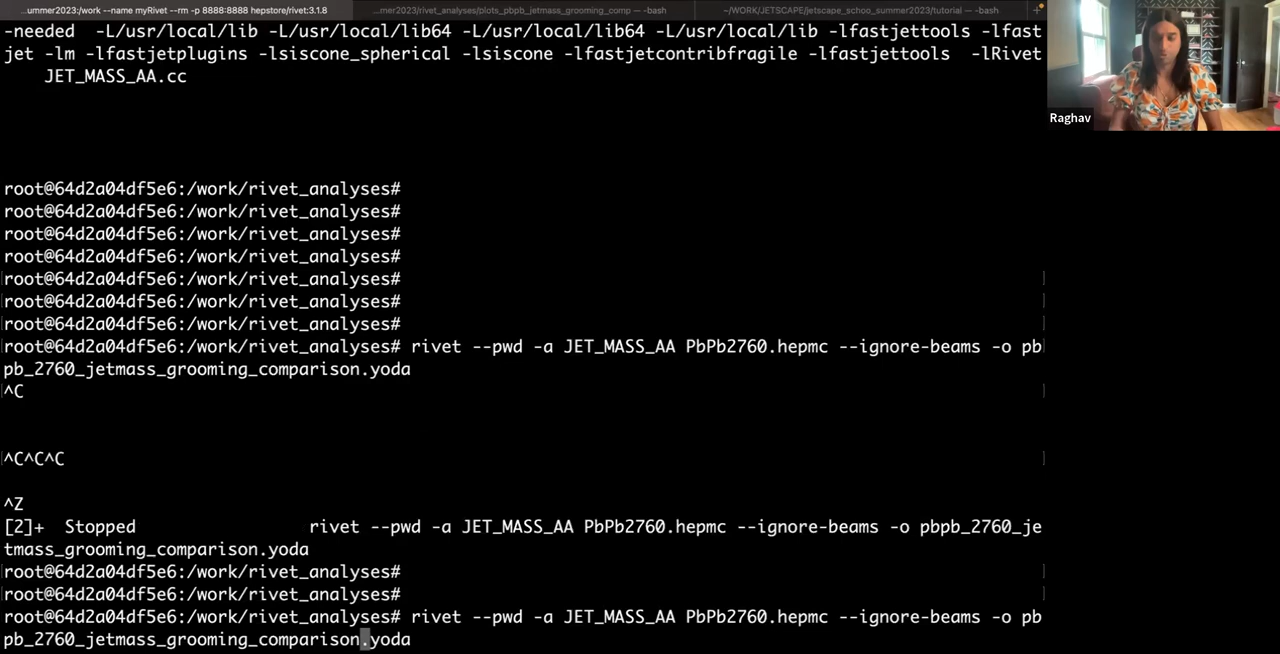 ...ummer2023:/work --name myRivet --rm -p 8888:8888 hepstore/rivet:3.1.8
...mer2023/rivet_analyses/plots_pbpb_jetmass_grooming_comp — -bash
~/WORK/JETSCAPE/jetscape_schoo_summer2023/tutorial — -bash
+
-needed  -L/usr/local/lib -L/usr/local/lib64 -L/usr/local/lib64 -L/usr/local/lib -lfastjettools -lfast
jet -lm -lfastjetplugins -lsiscone_spherical -lsiscone -lfastjetcontribfragile -lfastjettools  -lRivet
    JET_MASS_AA.cc
Raghav
root@64d2a04df5e6:/work/rivet_analyses#
root@64d2a04df5e6:/work/rivet_analyses#
root@64d2a04df5e6:/work/rivet_analyses#
root@64d2a04df5e6:/work/rivet_analyses#
root@64d2a04df5e6:/work/rivet_analyses#
root@64d2a04df5e6:/work/rivet_analyses#
root@64d2a04df5e6:/work/rivet_analyses#
root@64d2a04df5e6:/work/rivet_analyses# rivet --pwd -a JET_MASS_AA PbPb2760.hepmc --ignore-beams -o pb
pb_2760_jetmass_grooming_comparison.yoda
^C
^C^C^C
^Z
[2]+  Stopped                 rivet --pwd -a JET_MASS_AA PbPb2760.hepmc --ignore-beams -o pbpb_2760_je
tmass_grooming_comparison.yoda
root@64d2a04df5e6:/work/rivet_analyses#
root@64d2a04df5e6:/work/rivet_analyses#
root@64d2a04df5e6:/work/rivet_analyses# rivet --pwd -a JET_MASS_AA PbPb2760.hepmc --ignore-beams -o pb
pb_2760_jetmass_grooming_comparison.yoda